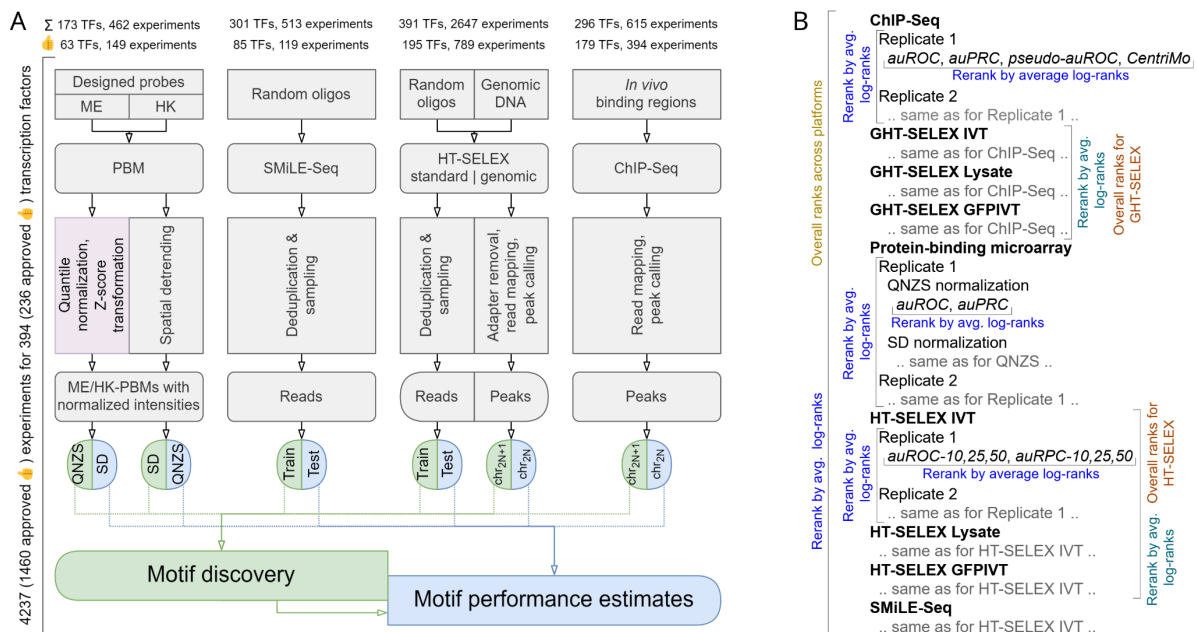 A
Σ 173 TFs, 462 experiments
301 TFs, 513 experiments
391 TFs, 2647 experiments
296 TFs, 615 experiments
👍 63 TFs, 149 experiments
85 TFs, 119 experiments
195 TFs, 789 experiments
179 TFs, 394 experiments
4237 (1460 approved 👍) experiments for 394 (236 approved 👍) transcription factors
Designed probes
ME
HK
Random oligos
Random
oligos
Genomic
DNA
In vivo
binding regions
PBM
SMiLE-Seq
HT-SELEX
standard | genomic
ChIP-Seq
Quantile
normalization,
Z-score
transformation
Spatial detrending
Deduplication &
sampling
Deduplication &
sampling
Adapter removal,
read mapping,
peak calling
Read mapping,
peak calling
ME/HK-PBMs with
normalized intensities
Reads
Reads
Peaks
Peaks
QNZS
SD
SD
QNZS
Train
Test
Train
Test
chr2N+1
chr2N
chr2N+1
chr2N
Motif discovery
Motif performance estimates
B
Overall ranks across platforms
Rerank by avg. log-ranks
ChIP-Seq
Rerank by avg.
log-ranks
Replicate 1
auROC, auPRC, pseudo-auROC, CentriMo
Rerank by average log-ranks
Replicate 2
.. same as for Replicate 1 ..
GHT-SELEX IVT
.. same as for ChIP-Seq ..
GHT-SELEX Lysate
.. same as for ChIP-Seq ..
GHT-SELEX GFPIVT
.. same as for ChIP-Seq ..
Rerank by avg.
log-ranks
Overall ranks for
GHT-SELEX
Protein-binding microarray
Rerank by avg.
log-ranks
Replicate 1
QNZS normalization
auROC, auPRC
Rerank by avg. log-ranks
SD normalization
.. same as for QNZS ..
Replicate 2
.. same as for Replicate 1 ..
HT-SELEX IVT
Rerank by avg.
log-ranks
Replicate 1
auROC-10,25,50, auRPC-10,25,50
Rerank by average log-ranks
Replicate 2
.. same as for Replicate 1 ..
HT-SELEX Lysate
.. same as for HT-SELEX IVT ..
HT-SELEX GFPIVT
.. same as for HT-SELEX IVT ..
Overall ranks for
HT-SELEX
Rerank by avg.
log-ranks
SMiLE-Seq
.. same as for HT-SELEX IVT ..